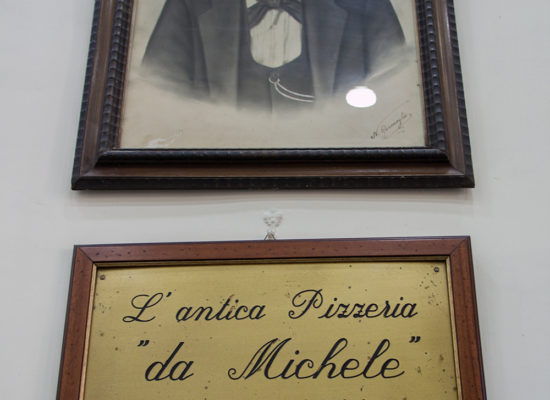 L'antica Pizzeria
"da Michele"